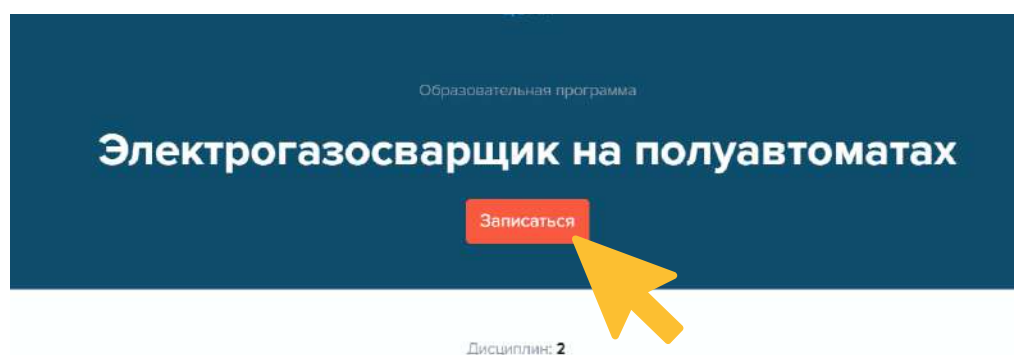 Образовательная программа
Электрогазосварщик на полуавтоматах
Записаться
Дисциплин: 2